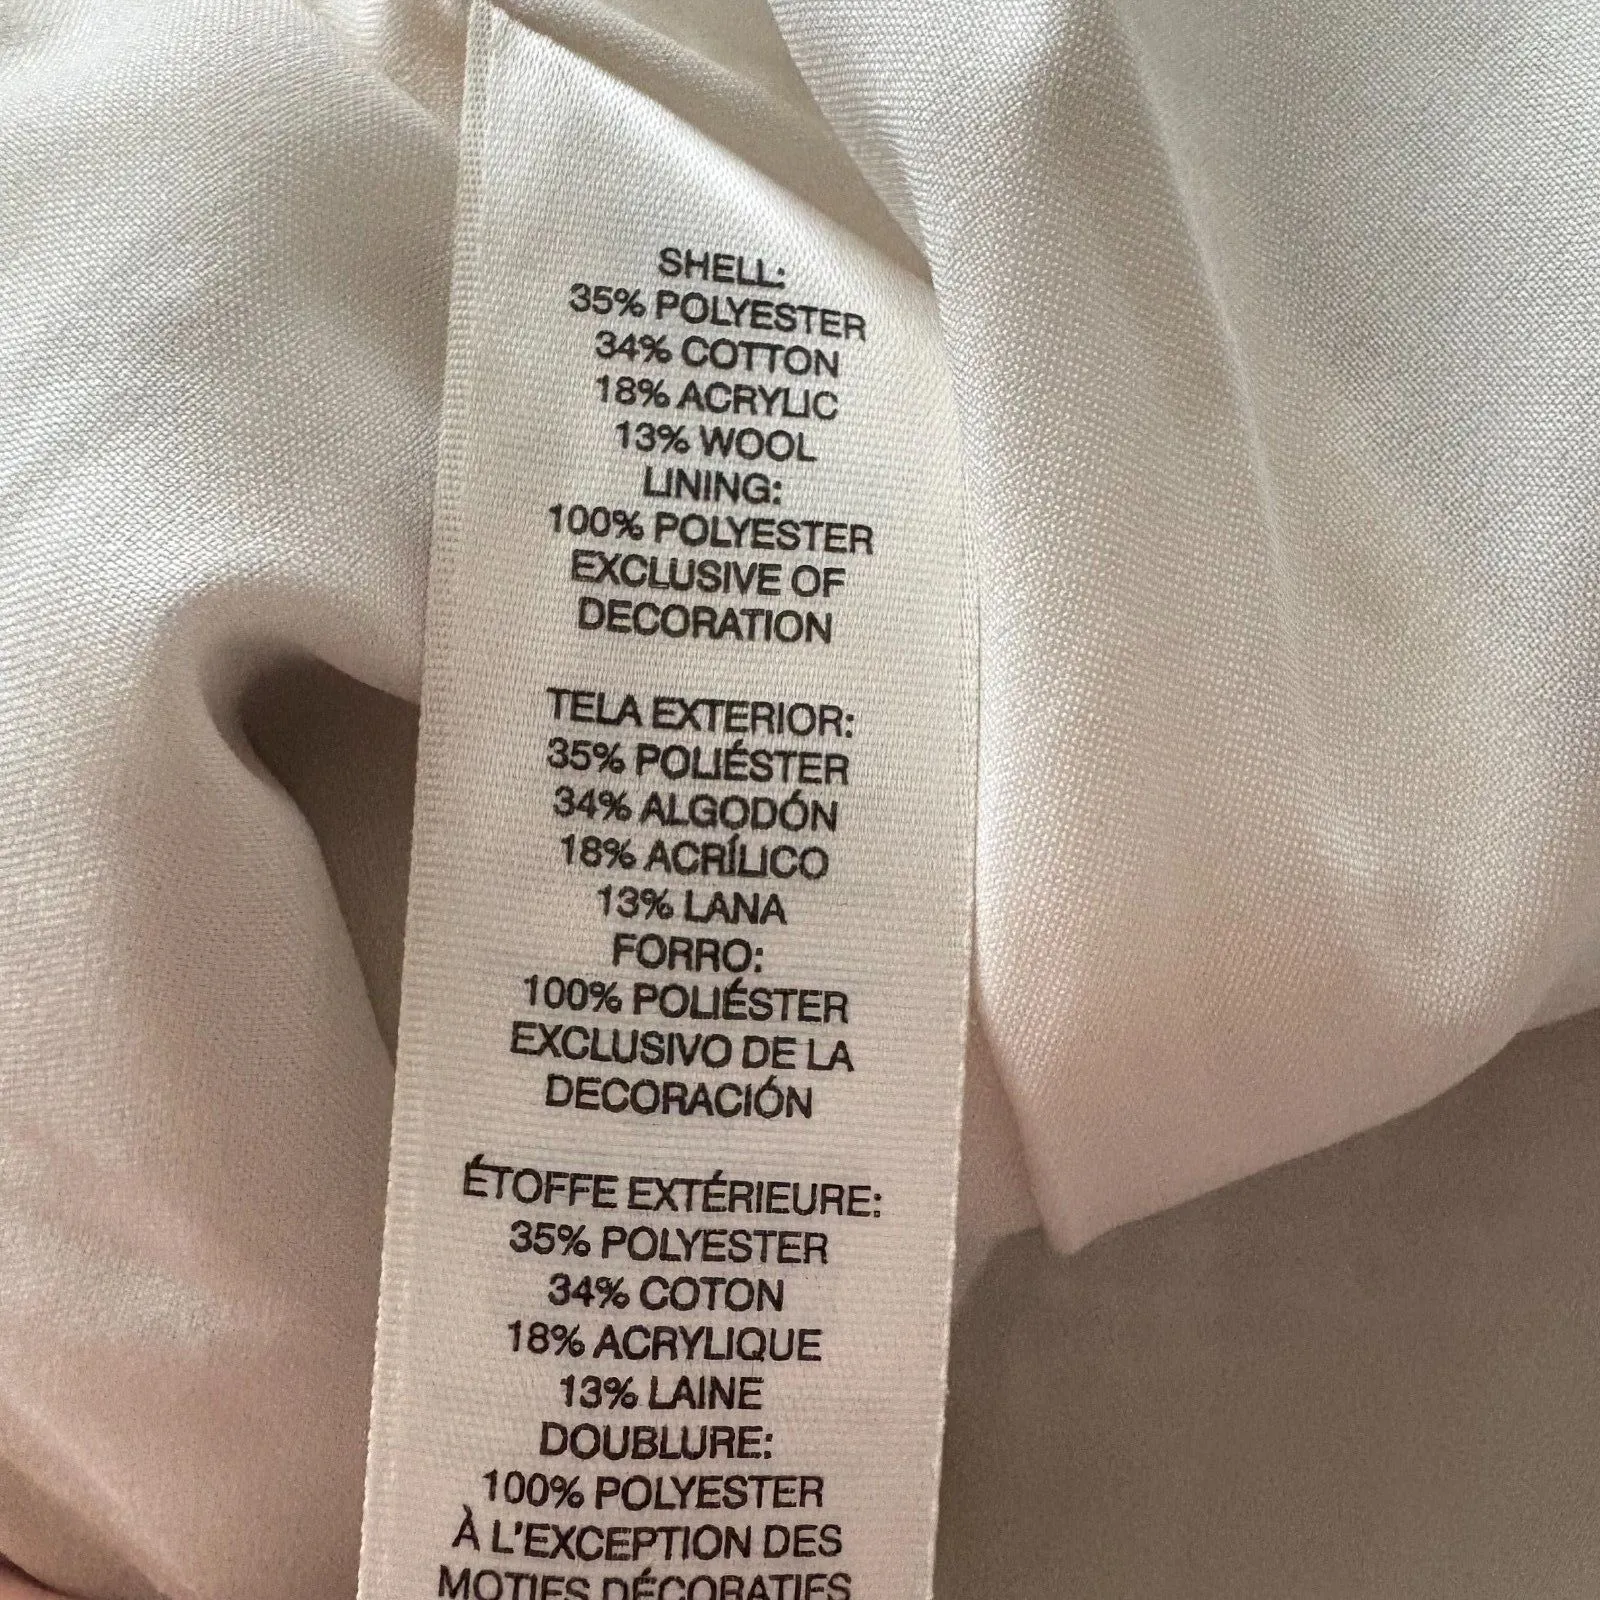 SHELL:
35% POLYESTER
34% COTTON
18% ACRYLIC
13% WOOL
LINING:
100% POLYESTER
EXCLUSIVE OF
DECORATION
TELA EXTERIOR:
35% POLIÉSTER
34% ALGODÓN
18% ACRÍLICO
13% LANA
FORRO:
100% POLIÉSTER
EXCLUSIVO DE LA
DECORACIÓN
ÉTOFFE EXTÉRIEURE:
35% POLYESTER
34% COTON
18% ACRYLIQUE
13% LAINE
DOUBLURE:
100% POLYESTER
À L'EXCEPTION DES
MOTIFS DÉCORATIFS